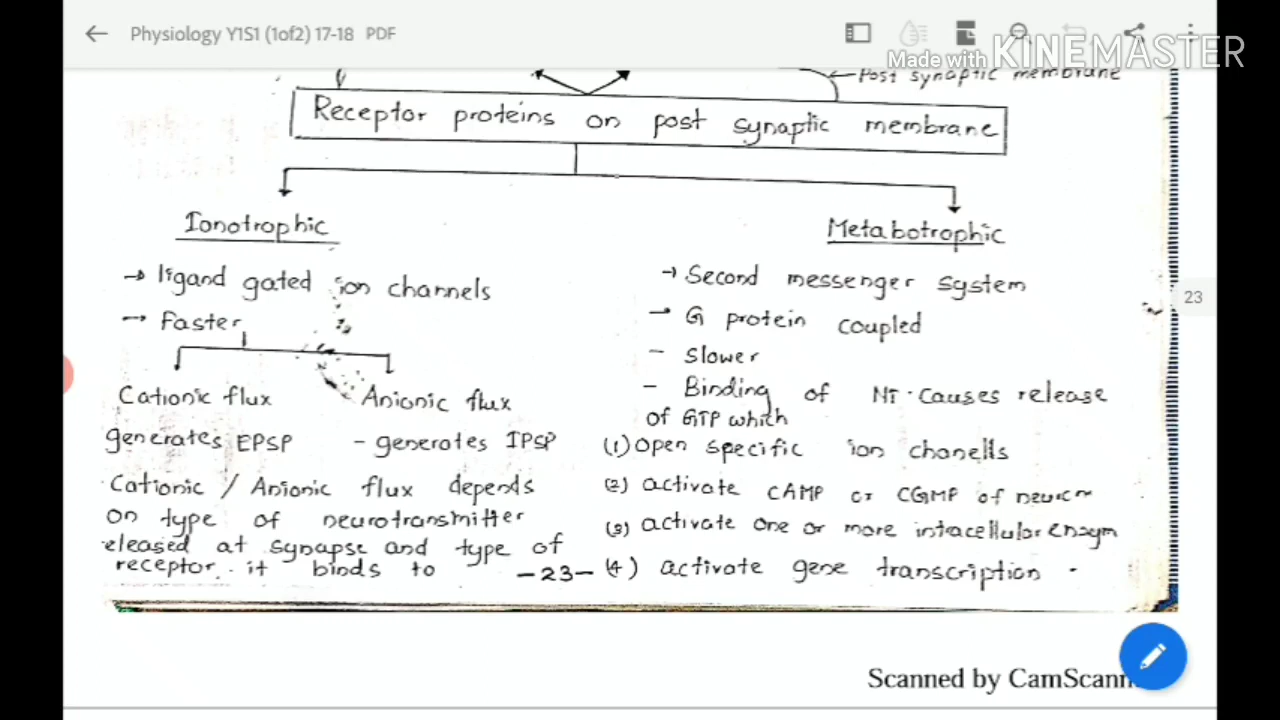 Physiology Y1S1 (1of2) 17-18 PDF
Made with KINEMASTER
Post synaptic membrane
Receptor proteins on post synaptic membrane
Ionotrophic
→ ligand gated ion channels
→ Faster
Cationic flux
generates EPSP
Anionic flux
- generates IPSP
Cationic / Anionic flux depends
on type of neurotransmitter
eleased at synapse and type of
receptor. it binds to
Metabotrophic
→ Second messenger system
→ G protein coupled
- Slower
- Binding of NT. Causes release
of GTP which
(1) Open specific ion chanells
(2) activate CAMP or CGMP of neuron
(3) activate one or more intacellular enzym
(4) activate gene transcription.
-23-
23
Scanned by CamScann